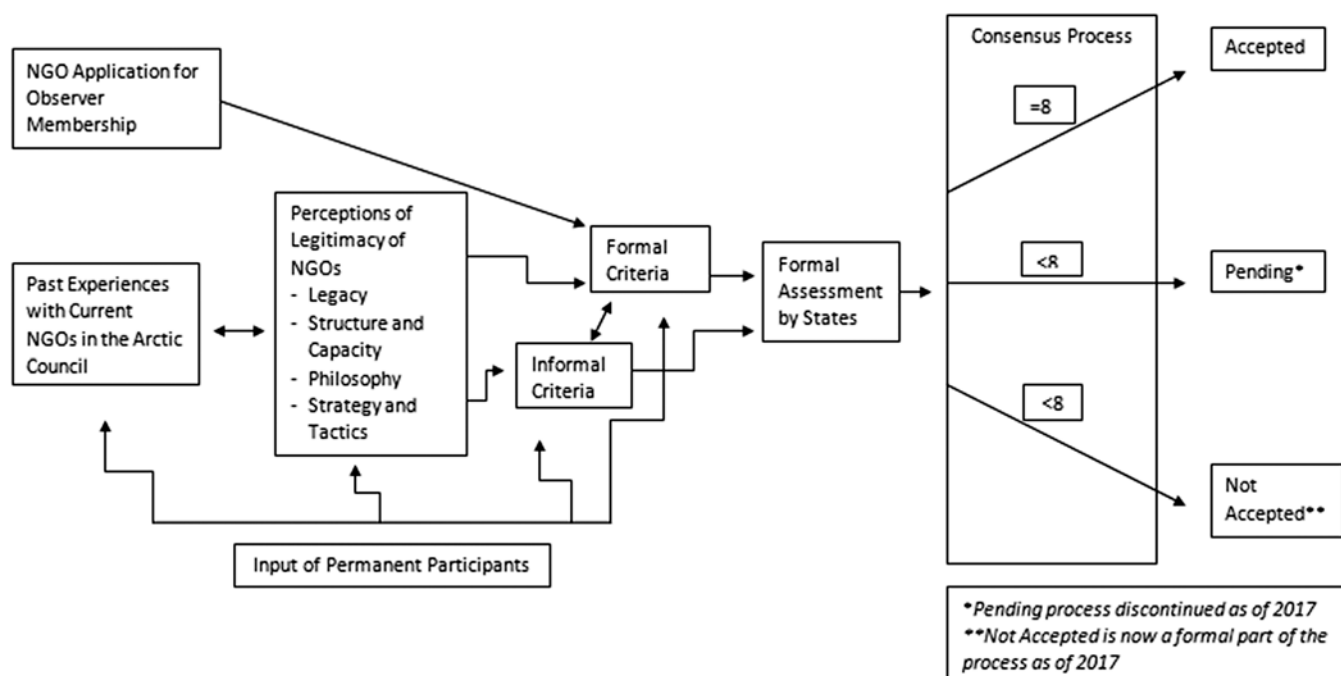 NGO Application for
Observer
Membership
Past Experiences
with Current
NGOs in the Arctic
Council
Perceptions of
Legitimacy of
NGOs
- Legacy
- Structure and
Capacity
- Philosophy
- Strategy and
Tactics
Input of Permanent Participants
Formal
Criteria
Informal
Criteria
Formal
Assessment
by States
Consensus Process
=8
<8
<8
Accepted
Pending*
Not
Accepted**
*Pending process discontinued as of 2017
**Not Accepted is now a formal part of the
process as of 2017